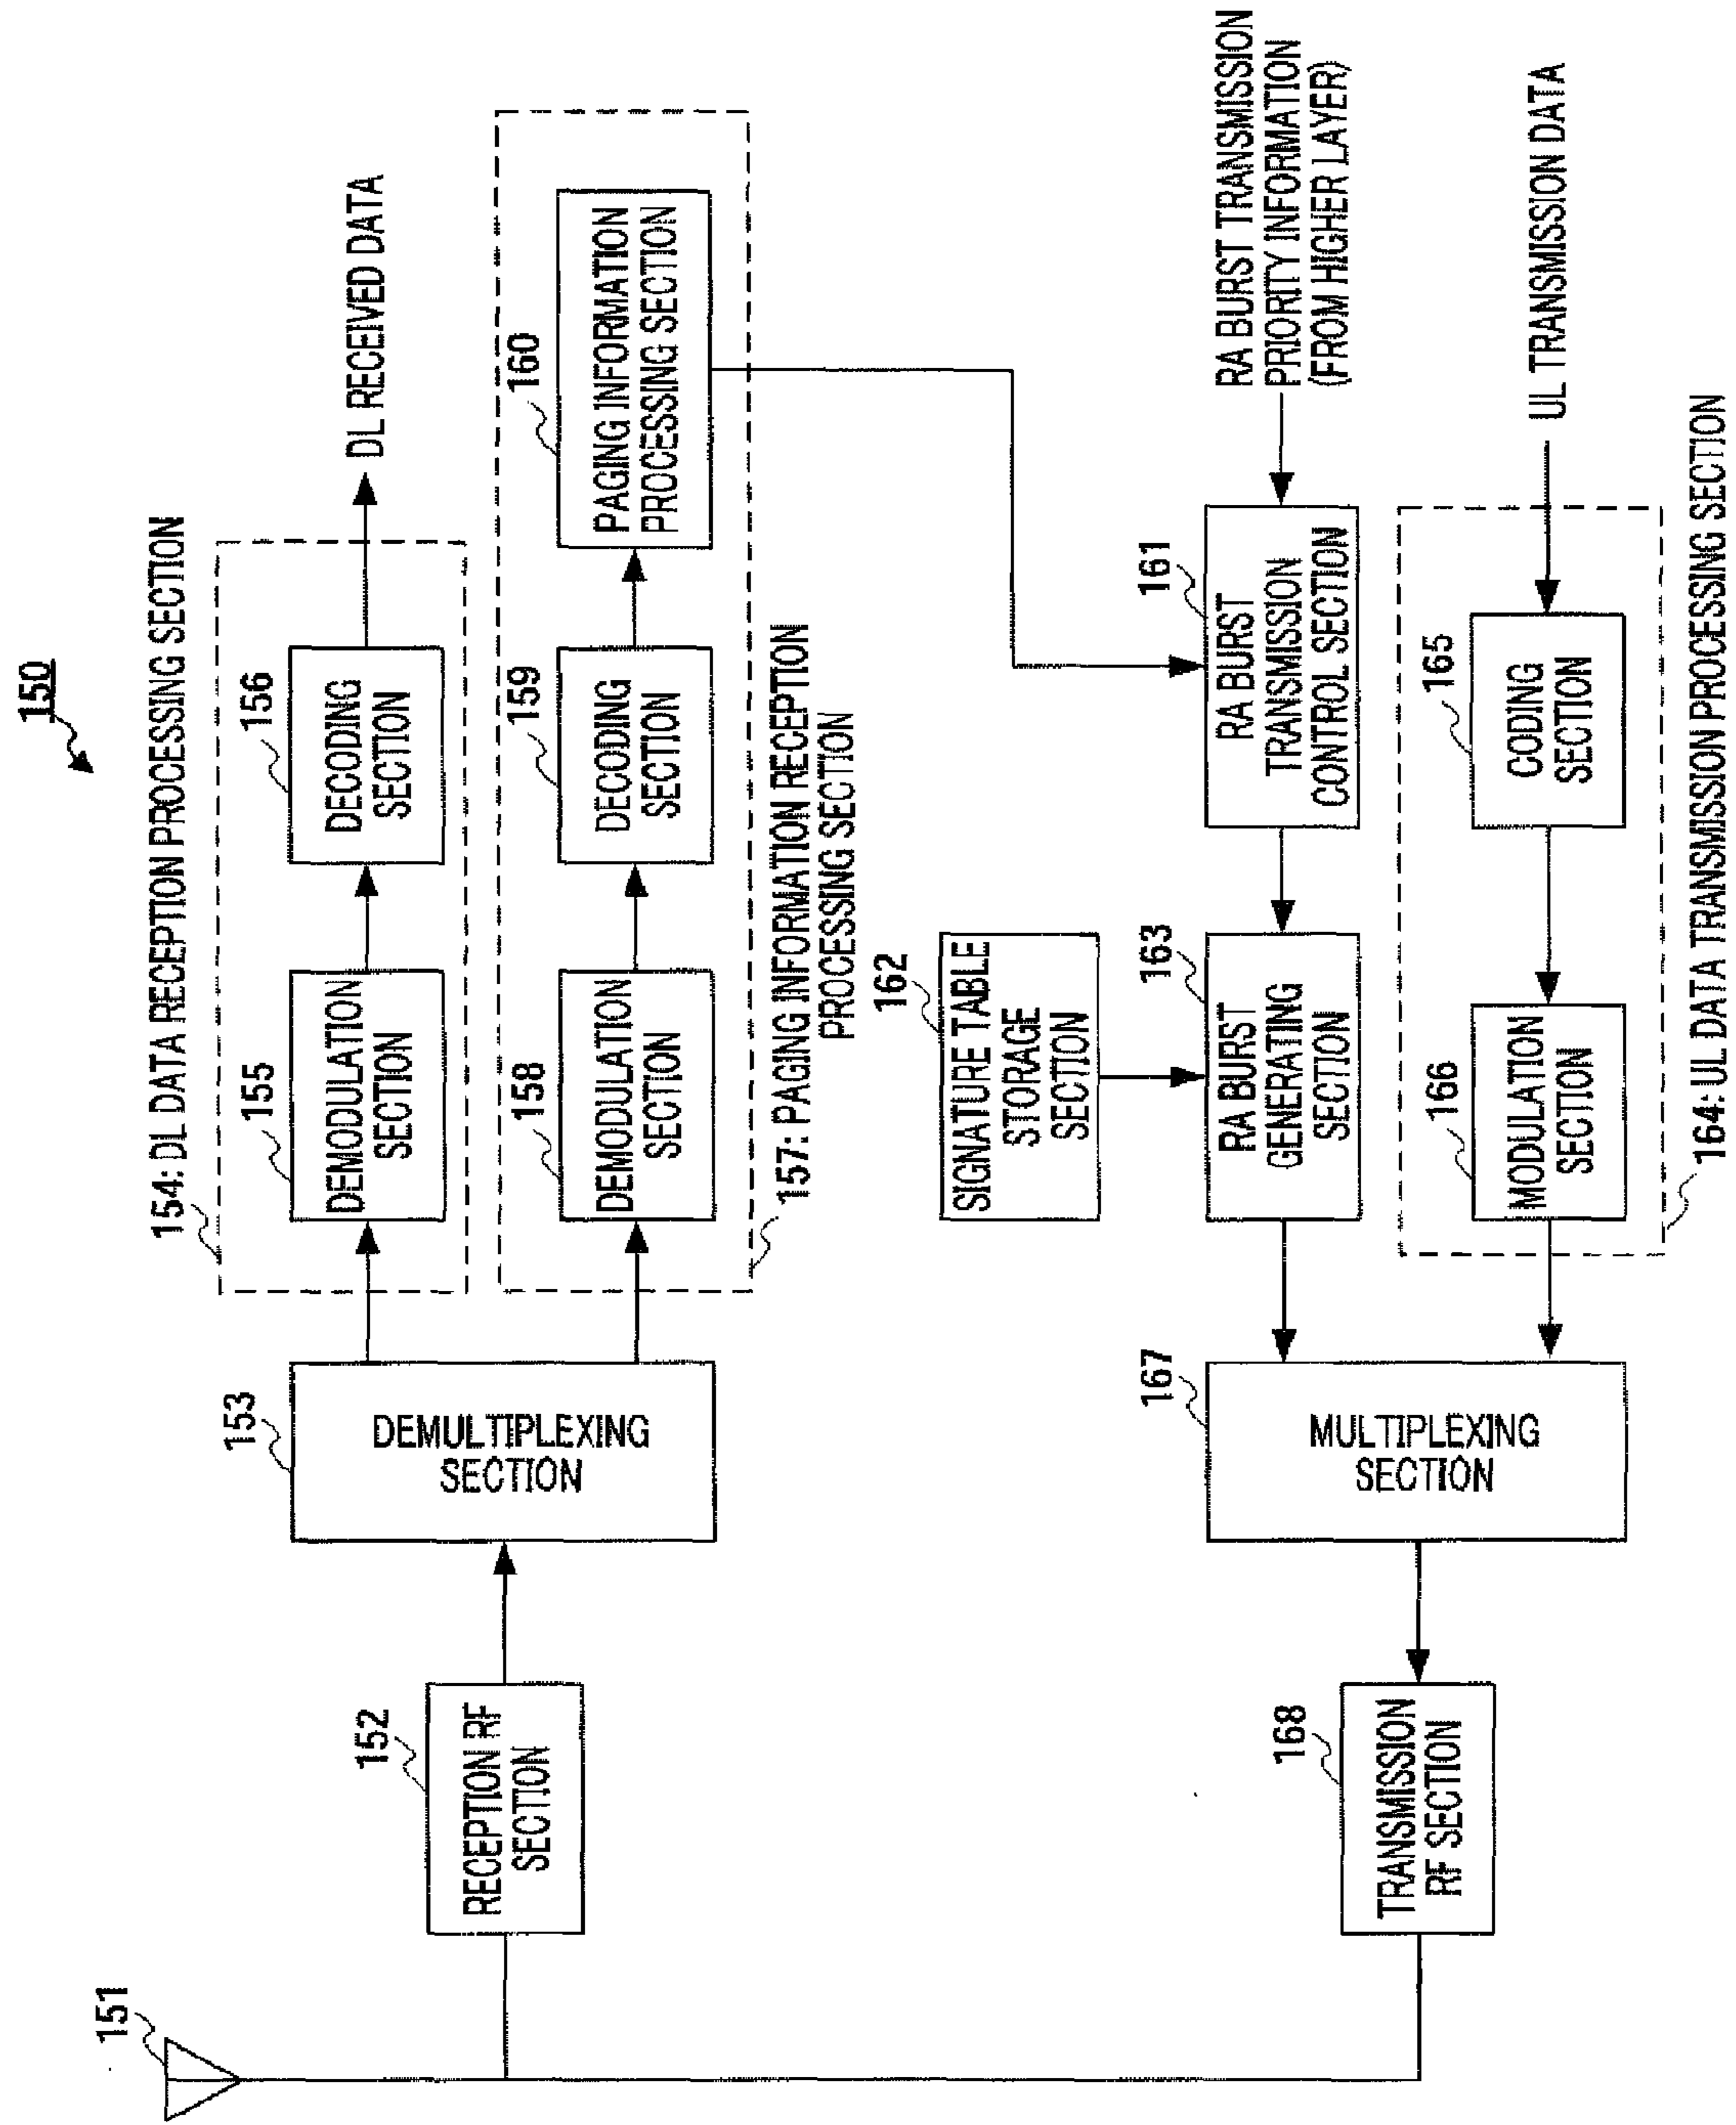 150
154: DL DATA RECEPTION PROCESSING SECTION
151
152
RECEPTION RF
SECTION
153
DEMULTIPLEXING
SECTION
155
DEMODULATION
SECTION
156
DECODING
SECTION
DL RECEIVED DATA
158
DEMODULATION
SECTION
159
DECODING
SECTION
160
PAGING INFORMATION
PROCESSING SECTION
157: PAGING INFORMATION RECEPTION
PROCESSING SECTION
162
SIGNATURE TABLE
STORAGE
SECTION
161
RA BURST
TRANSMISSION
CONTROL SECTION
RA BURST TRANSMISSION
PRIORITY INFORMATION
(FROM HIGHER LAYER)
163
RA BURST
GENERATING
SECTION
168
TRANSMISSION
RF SECTION
167
MULTIPLEXING
SECTION
166
MODULATION
SECTION
165
CODING
SECTION
UL TRANSMISSION DATA
164: UL DATA TRANSMISSION PROCESSING SECTION